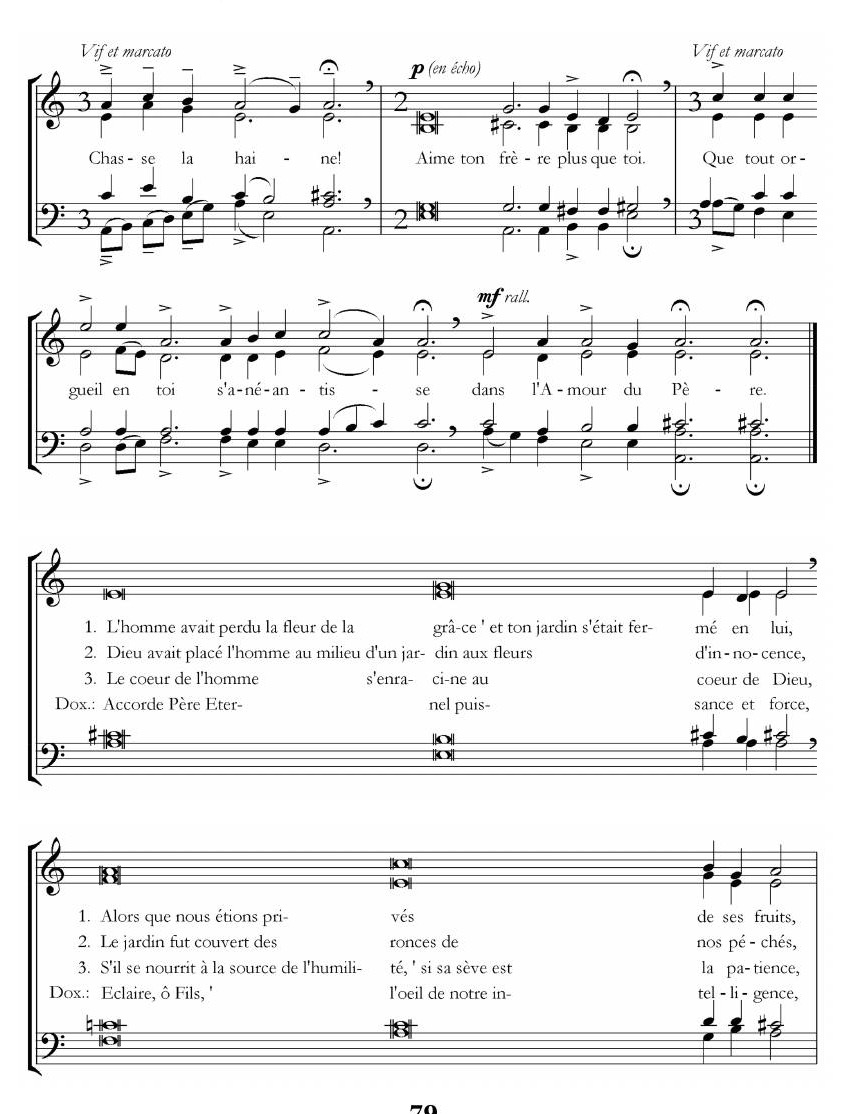 Vif et marcato
p (en écho)
Vif et marcato
3 2 3
Chas - se la hai - ne! Aime ton frè - re plus que toi. Que tout or -
3 2 3
mf rall.
gueil en toi s'a-né-an-tis - se dans l'A-mour du Pè - re.
1. L'homme avait perdu la fleur de la grâ-ce ' et ton jardin s'était fer- mé en lui,
2. Dieu avait placé l'homme au milieu d'un jar- din aux fleurs d'in-no-cence,
3. Le coeur de l'homme s'enra- ci-ne au coeur de Dieu,
Dox.: Accorde Père Eter- nel puis- sance et force,
1. Alors que nous étions pri- vés de ses fruits,
2. Le jardin fut couvert des ronces de nos pé-chés,
3. S'il se nourrit à la source de l'humili- té, ' si sa sève est la pa-tience,
Dox.: Eclaire, ô Fils, ' l'oeil de notre in- tel-li-gence,
79